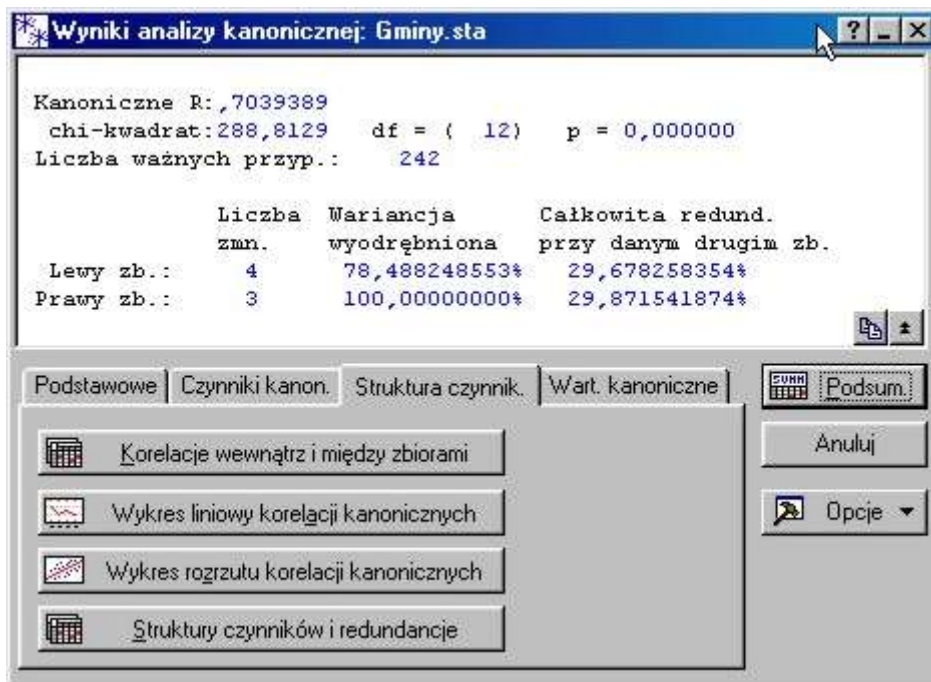 Wyniki analizy kanonicznej: Gminy.sta
Kanoniczne R: ,7039389
chi-kwadrat:288,8129 df = ( 12) p = 0,000000
Liczba ważnych przyp.: 242
Liczba Wariancja Całkowita redund.
zmn. wyodrębniona przy danym drugim zb.
Lewy zb.: 4 78,488248553% 29,678258354%
Prawy zb.: 3 100,00000000% 29,871541874%
Podstawowe Czynniki kanon. Struktura czynnik. Wart. kanoniczne
Korelacje wewnątrz i między zbiorami
Wykres liniowy korelacji kanonicznych
Wykres rozrzutu korelacji kanonicznych
Struktury czynników i redundancje
SUMM Podsum.
Anuluj
Opcje